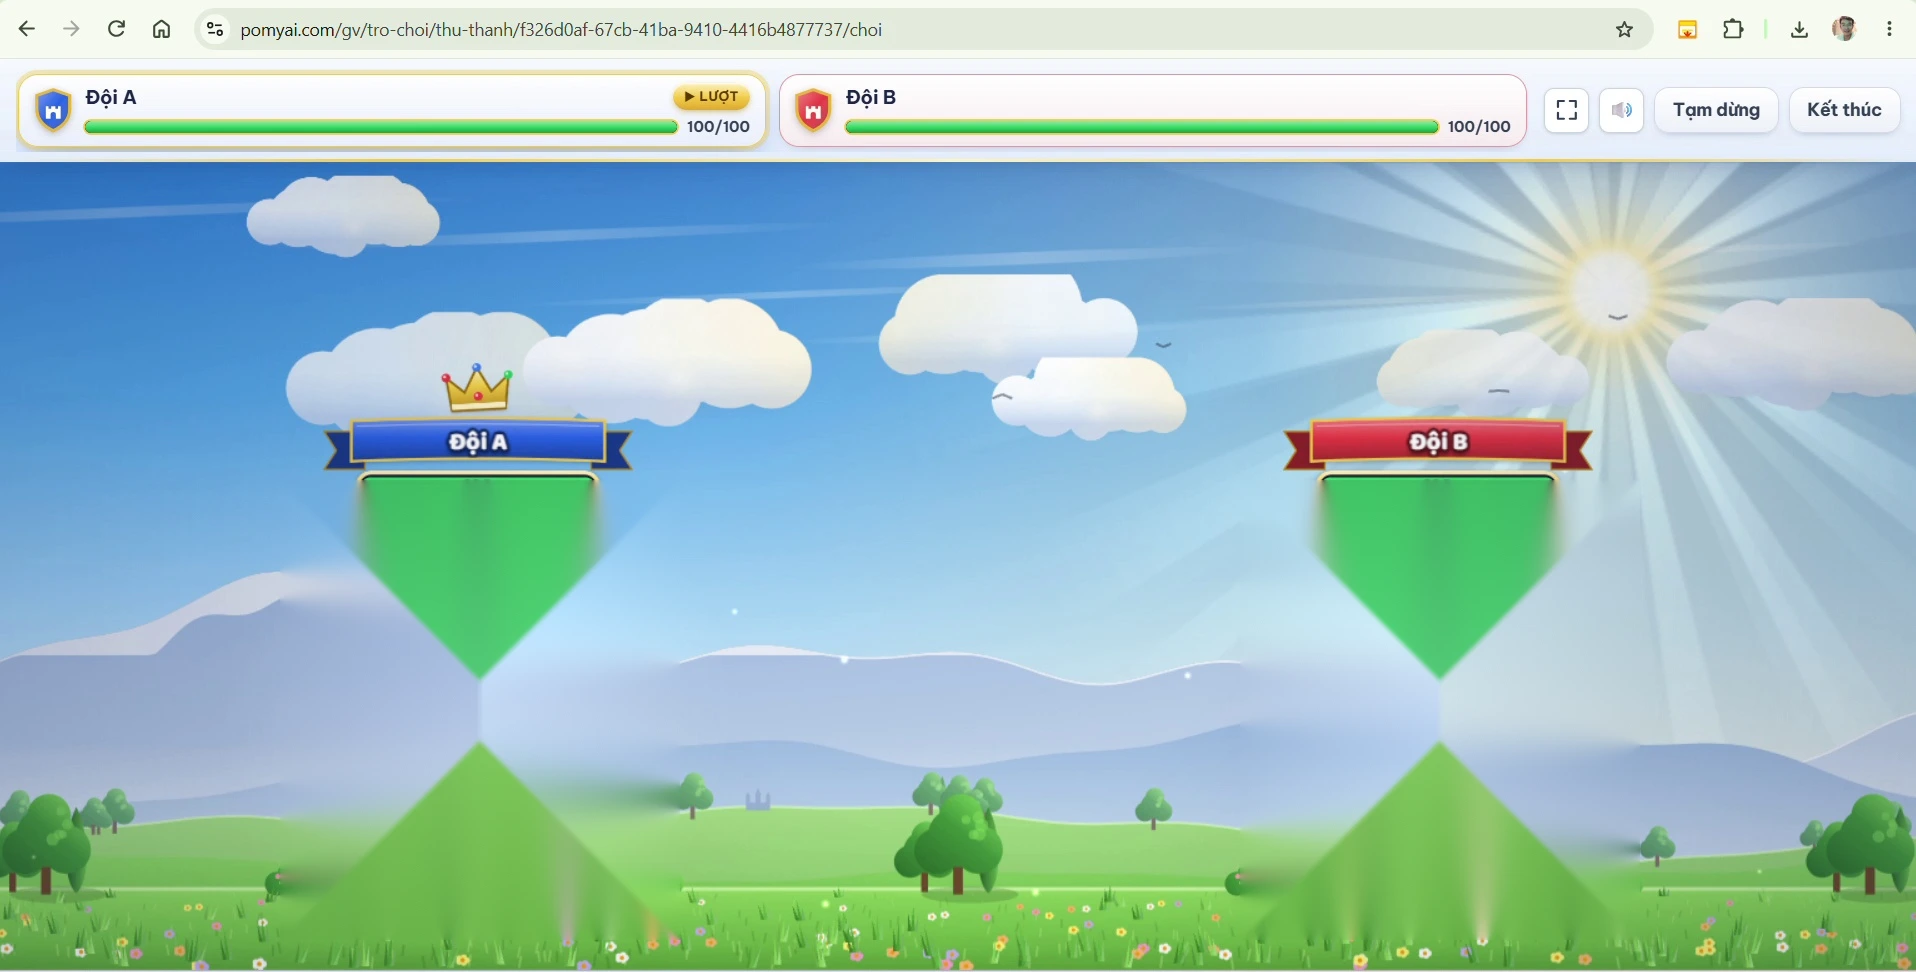 pomyai.com/gv/tro-choi/thu-thanh/f326d0af-67cb-41ba-9410-4416b4877737/choi
Đội A
LƯỢT
100/100
Đội B
100/100
Tạm dừng
Kết thúc
Đội A
Đội B